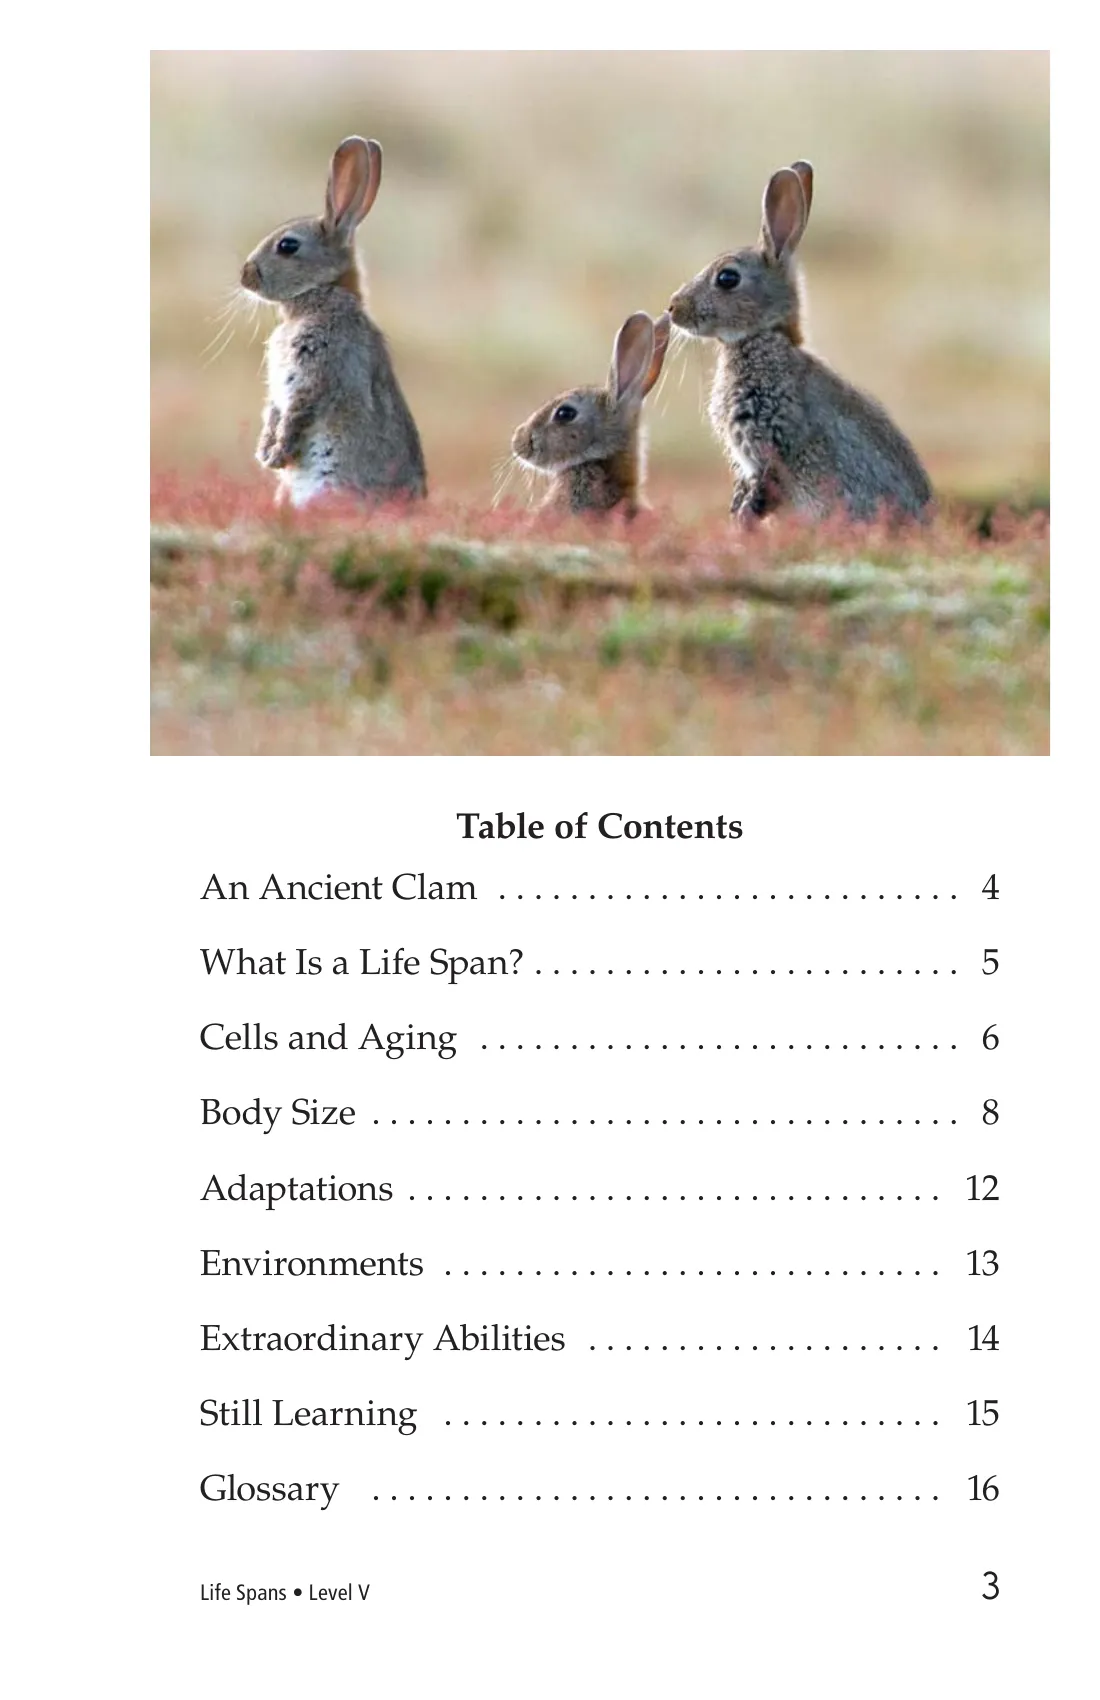 Table of Contents
An Ancient Clam . . . . . . . . . . . . . . . . . . . . . . . . . . 4
What Is a Life Span? . . . . . . . . . . . . . . . . . . . . . . . . 5
Cells and Aging . . . . . . . . . . . . . . . . . . . . . . . . . . . 6
Body Size . . . . . . . . . . . . . . . . . . . . . . . . . . . . . . . . . 8
Adaptations . . . . . . . . . . . . . . . . . . . . . . . . . . . . . . 12
Environments . . . . . . . . . . . . . . . . . . . . . . . . . . . . 13
Extraordinary Abilities . . . . . . . . . . . . . . . . . . . . 14
Still Learning . . . . . . . . . . . . . . . . . . . . . . . . . . . . 15
Glossary . . . . . . . . . . . . . . . . . . . . . . . . . . . . . . . . 16
Life Spans • Level V 3